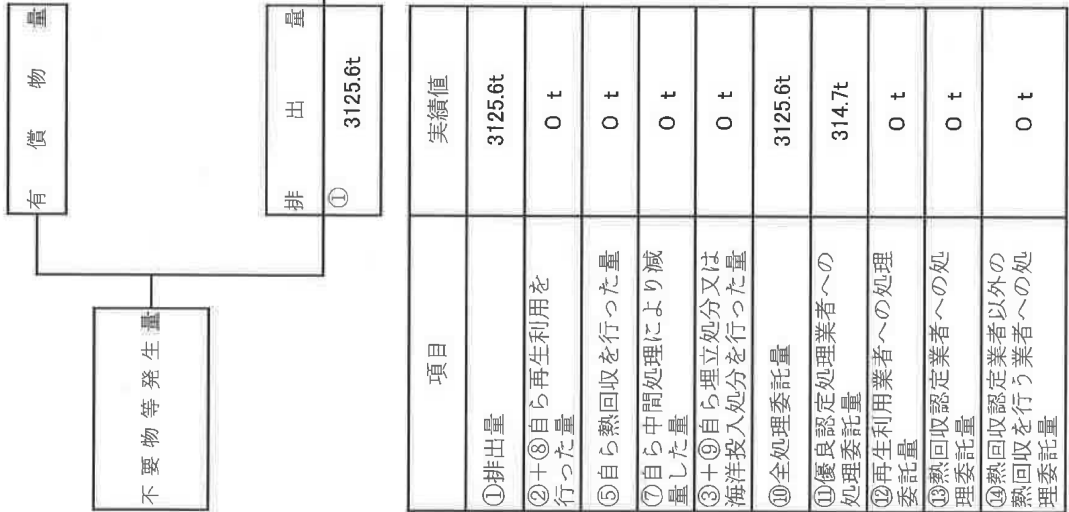 有償物量
不要物等発生量
排出量
①
3125.6t
項目
実績値
①排出量
3125.6t
②+⑧自ら再生利用を
行った量
0 t
⑤自ら熱回収を行った量
0 t
⑦自ら中間処理により減
量した量
0 t
③+⑨自ら埋立処分又は
海洋投入処分を行った量
0 t
⑩全処理委託量
3125.6t
⑪優良認定処理業者への
処理委託量
314.7t
⑫再生利用業者への処理
委託量
0 t
⑬熱回収認定業者への処
理委託量
0 t
⑭熱回収認定業者以外の
熱回収を行う業者への処
理委託量
0 t